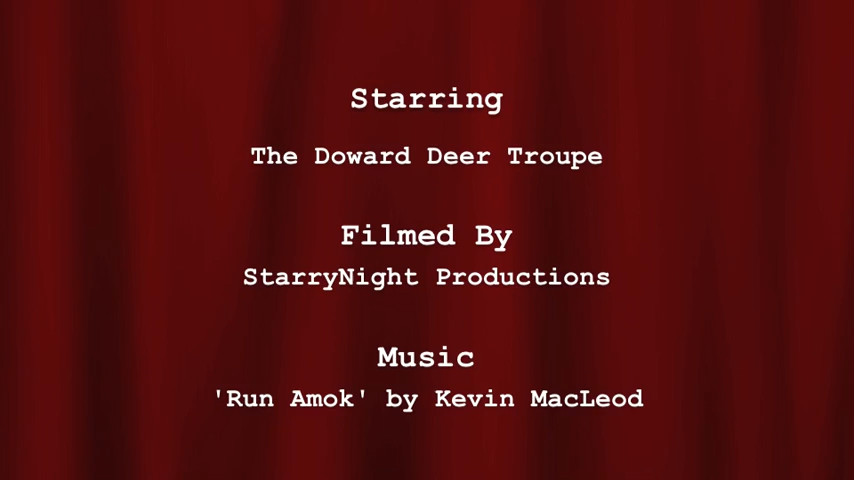 Starring
The Doward Deer Troupe
Filmed By
StarryNight Productions
Music
'Run Amok' by Kevin MacLeod